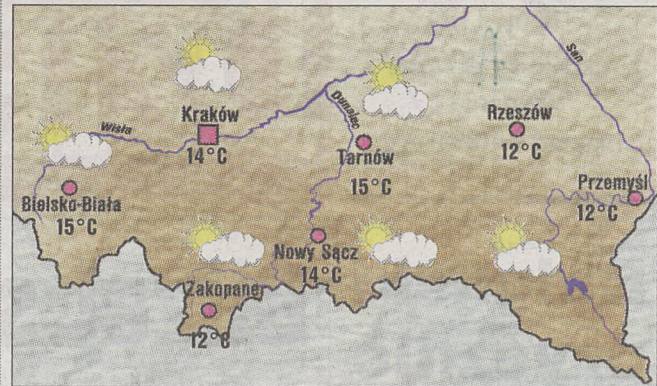 San
Dunajec
Kraków
14°C
Wisła
Rzeszów
12°C
Tarnów
15°C
Bielsko-Biała
15°C
Przemyśl
12°C
Nowy Sącz
14°C
Zakopane
12°C